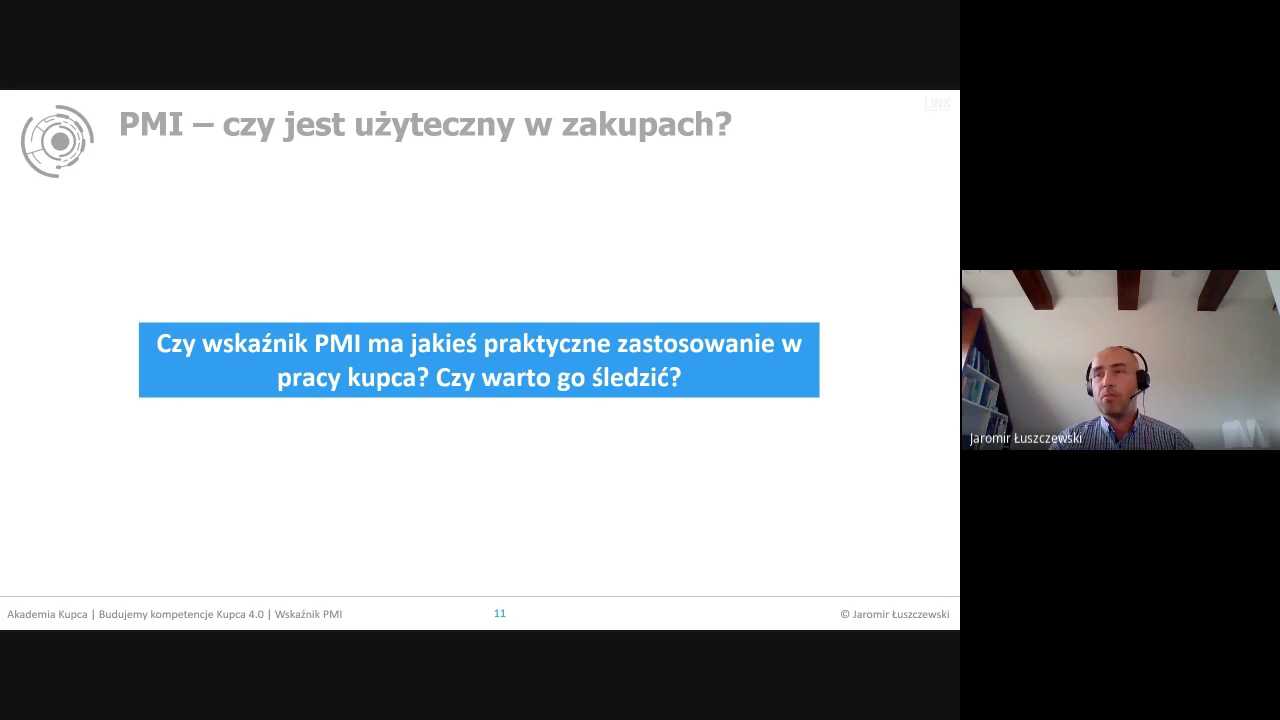 LINK
PMI – czy jest użyteczny w zakupach?
Czy wskaźnik PMI ma jakieś praktyczne zastosowanie w
pracy kupca? Czy warto go śledzić?
Jaromir Łuszczewski
Akademia Kupca | Budujemy kompetencje Kupca 4.0 | Wskaźnik PMI
11
© Jaromir Łuszczewski